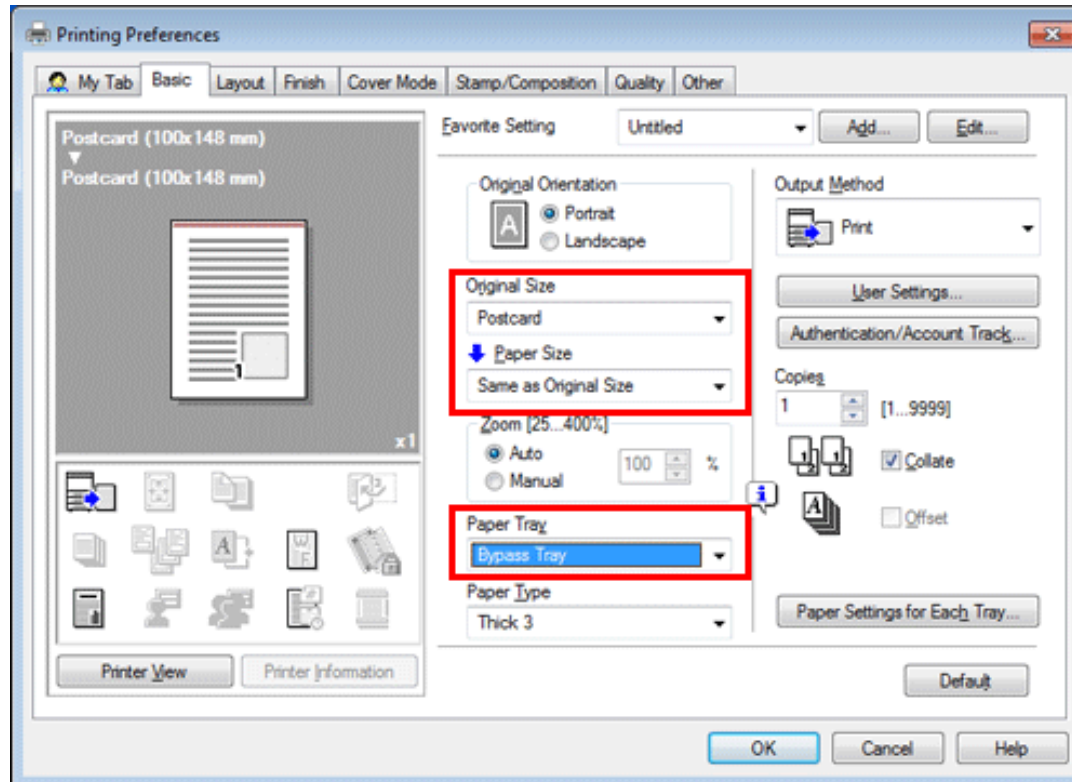 Printing Preferences
My Tab Basic Layout Finish Cover Mode Stamp/Composition Quality Other
Postcard (100x148 mm)
Postcard (100x148 mm)
1
x1
Favorite Setting Untitled Add... Edit...
Original Orientation
A Portrait
Landscape
Original Size
Postcard
Paper Size
Same as Original Size
Zoom [25...400%]
Auto 100 %
Manual
Paper Tray
Bypass Tray
Paper Type
Thick 3
Output Method
Print
User Settings...
Authentication/Account Track...
Copies
1 [1...9999]
Collate
Offset
Paper Settings for Each Tray...
Printer View Printer Information
Default
OK Cancel Help